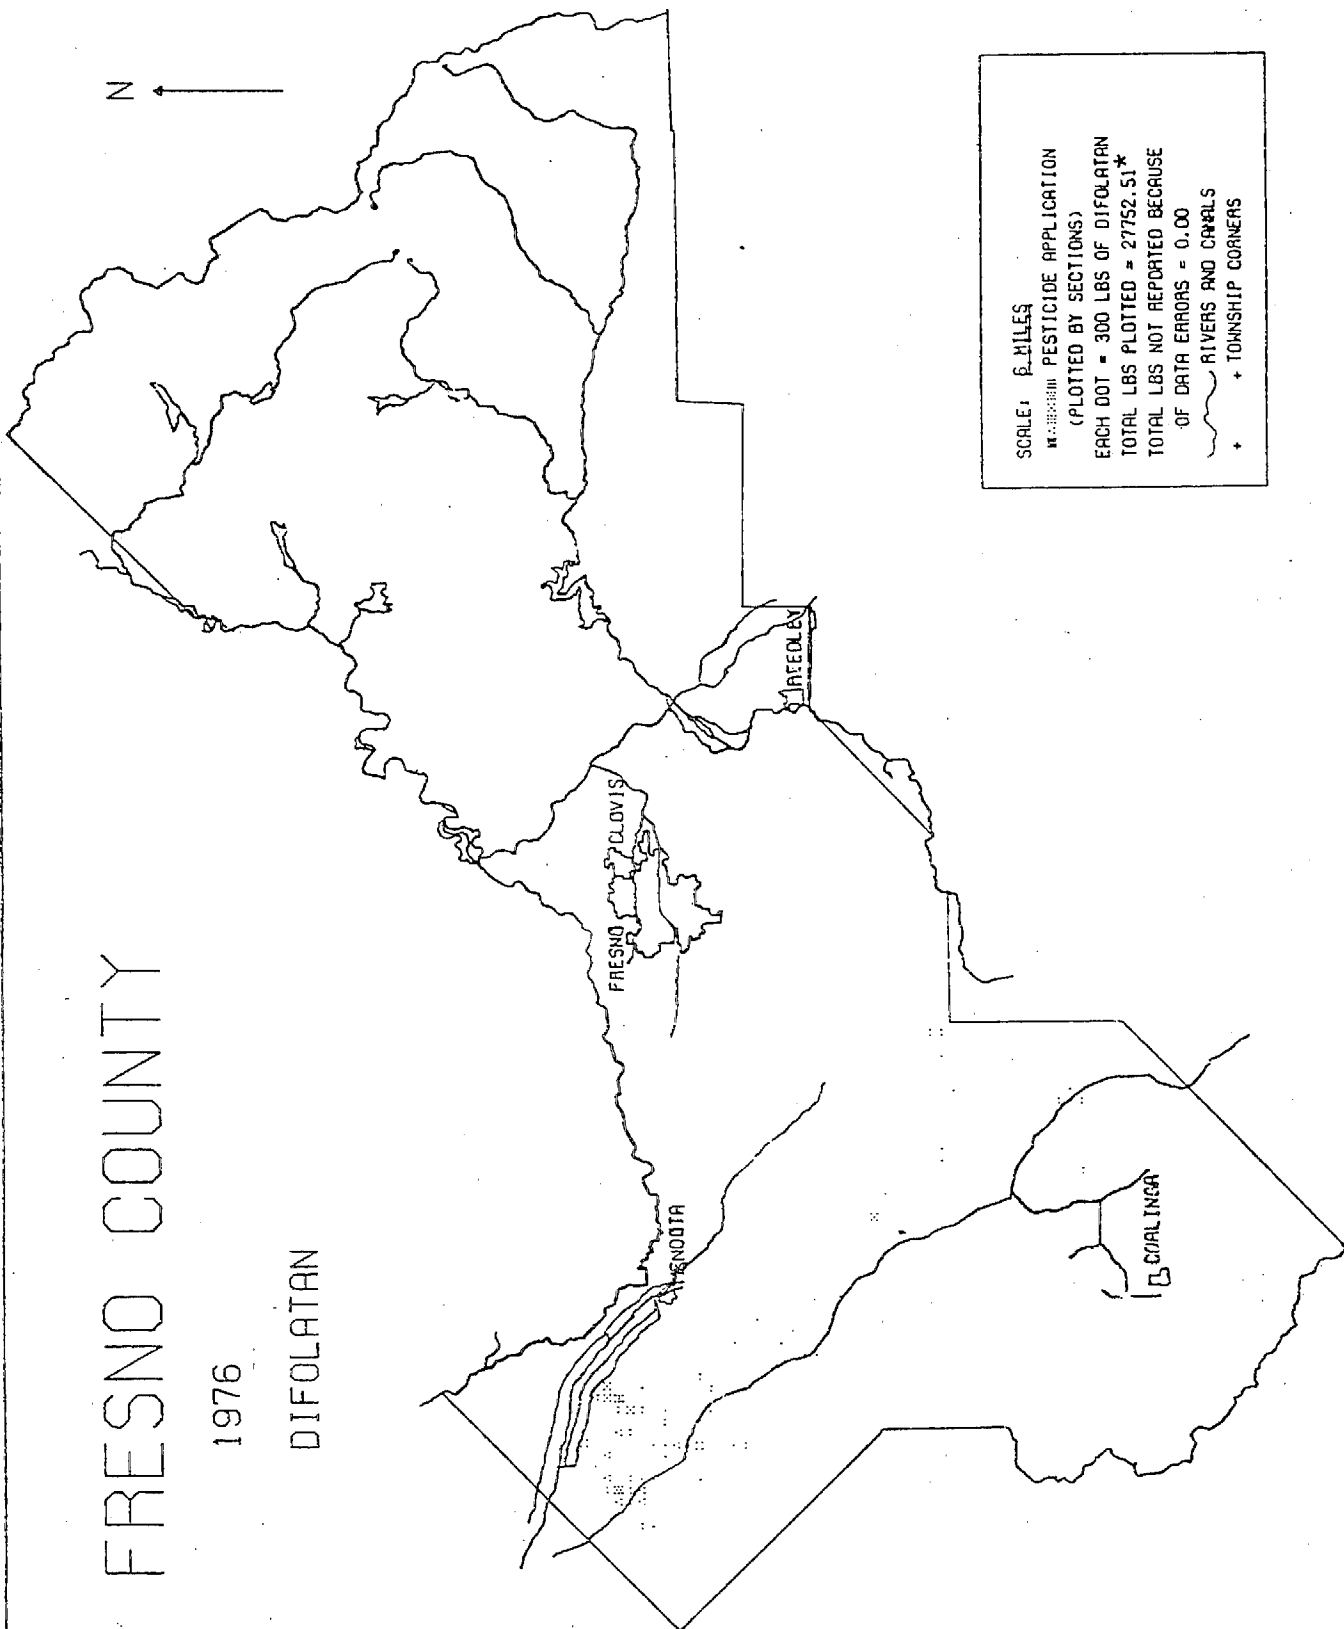 FRESNO COUNTY
1976
DIFOLATAN
N
FRESNO
CLOVIS
REEDLEY
MENDOTA
COALINGA
SCALE: 6 MILES
PESTICIDE APPLICATION
(PLOTTED BY SECTIONS)
EACH DOT = 300 LBS OF DIFOLATAN
TOTAL LBS PLOTTED = 27752.51*
TOTAL LBS NOT REPORTED BECAUSE
OF DATA ERRORS = 0.00
RIVERS AND CANALS
+ + TOWNSHIP CORNERS